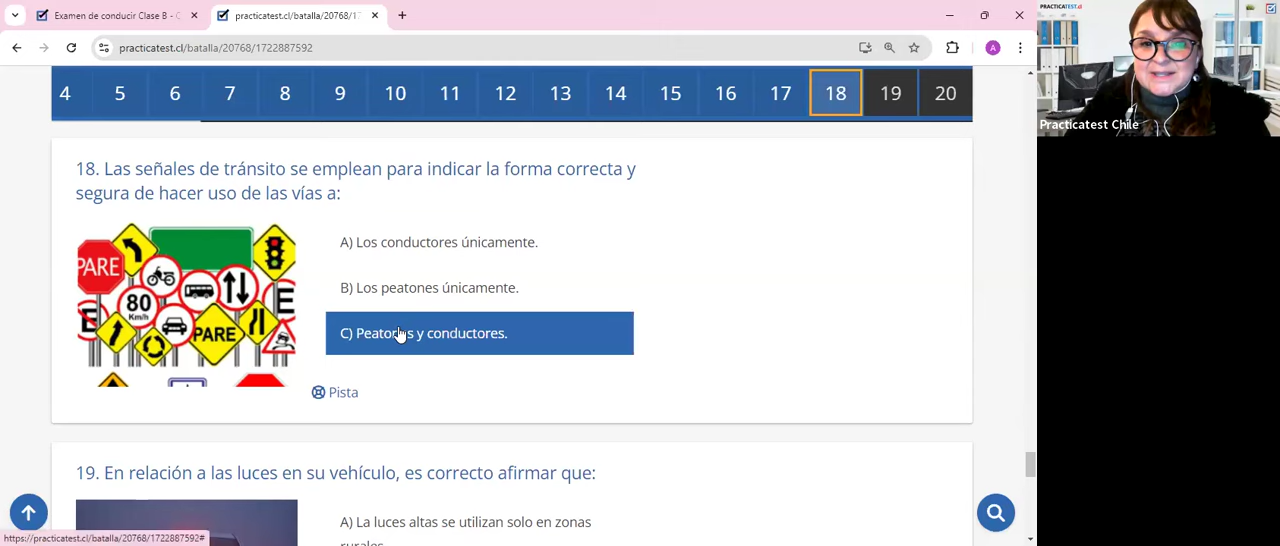 Examen de conducir Clase B - C
practicatest.cl/batalla/20768/17
practicatest.cl/batalla/20768/1722887592
A
PRACTICATEST.cl
Practicatest Chile
4 5 6 7 8 9 10 11 12 13 14 15 16 17 18 19 20
18. Las señales de tránsito se emplean para indicar la forma correcta y
segura de hacer uso de las vías a:
PARE
80
Km/h
E
PARE
E
A) Los conductores únicamente.
B) Los peatones únicamente.
C) Peatones y conductores.
Pista
19. En relación a las luces en su vehículo, es correcto afirmar que:
A) La luces altas se utilizan solo en zonas
rurales
https://practicatest.cl/batalla/20768/1722887592#